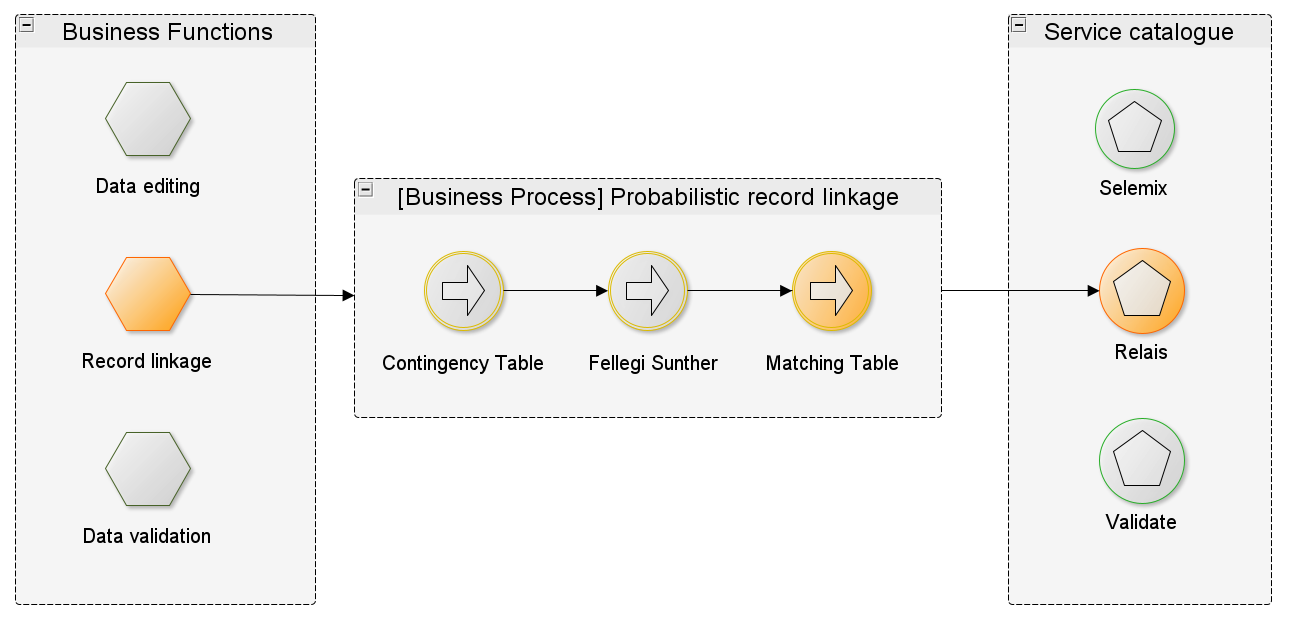 Business Functions
Data editing
Record linkage
Data validation
[Business Process] Probabilistic record linkage
Contingency Table
Fellegi Sunther
Matching Table
Service catalogue
Selemix
Relais
Validate